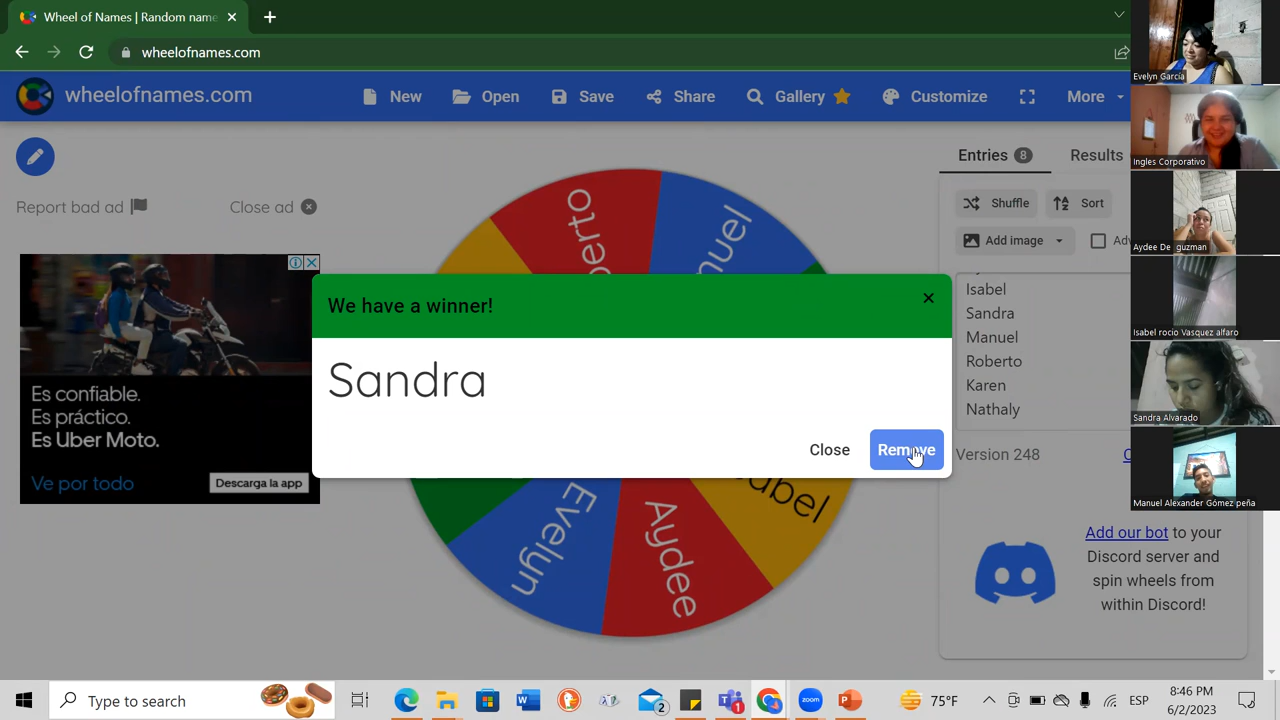 Wheel of Names | Random name
wheelofnames.com
wheelofnames.com
New
Open
Save
Share
Gallery
Customize
More
Report bad ad
Close ad
Es confiable.
Es práctico.
Es Uber Moto.
Ve por todo
Descarga la app
We have a winner!
Sandra
Close
Remove
Evelyn
Aydee
Entries 8
Results
Shuffle
Sort
Add image
Isabel
Sandra
Manuel
Roberto
Karen
Nathaly
Version 248
Add our bot to your
Discord server and
spin wheels from
within Discord!
Evelyn García
Ingles Corporativo
Aydee De guzman
Isabel rocio Vasquez alfaro
Sandra Alvarado
Manuel Alexander Gómez peña
Type to search
2
1
zoom
75°F
ESP
8:46 PM
6/2/2023